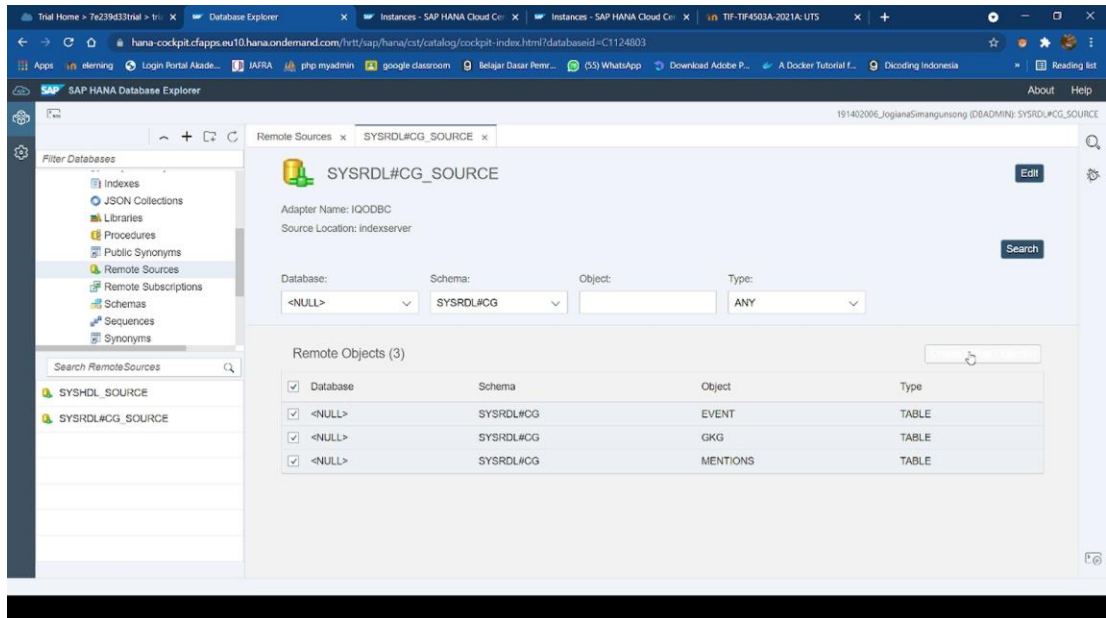 Trial Home > 7e239d33trial > tria
Database Explorer
Instances - SAP HANA Cloud Cen
Instances - SAP HANA Cloud Cen
TIF-TIF4503A-2021A: UTS
hana-cockpit.cfapps.eu10.hana.ondemand.com/hrtt/sap/hana/cst/catalog/cockpit-index.html?databaseid=C1124803
Apps elerning Login Portal Akade... JAFRA php myadmin google classroom Belajar Dasar Pemr... (55) WhatsApp Download Adobe P... A Docker Tutorial f... Dicoding Indonesia » Reading list
SAP SAP HANA Database Explorer About Help
191402006_JogianaSimangunsong (DBADMIN): SYSRDL#CG_SOURCE
Remote Sources x SYSRDL#CG_SOURCE x
Filter Databases
Indexes
JSON Collections
Libraries
Procedures
Public Synonyms
Remote Sources
Remote Subscriptions
Schemas
Sequences
Synonyms
Search RemoteSources
SYSHDL_SOURCE
SYSRDL#CG_SOURCE
SYSRDL#CG_SOURCE
Edit
Adapter Name: IQODBC
Source Location: indexserver
Search
Database: Schema: Object: Type:
<NULL> SYSRDL#CG ANY
Remote Objects (3)
Database Schema Object Type
<NULL> SYSRDL#CG EVENT TABLE
<NULL> SYSRDL#CG GKG TABLE
<NULL> SYSRDL#CG MENTIONS TABLE